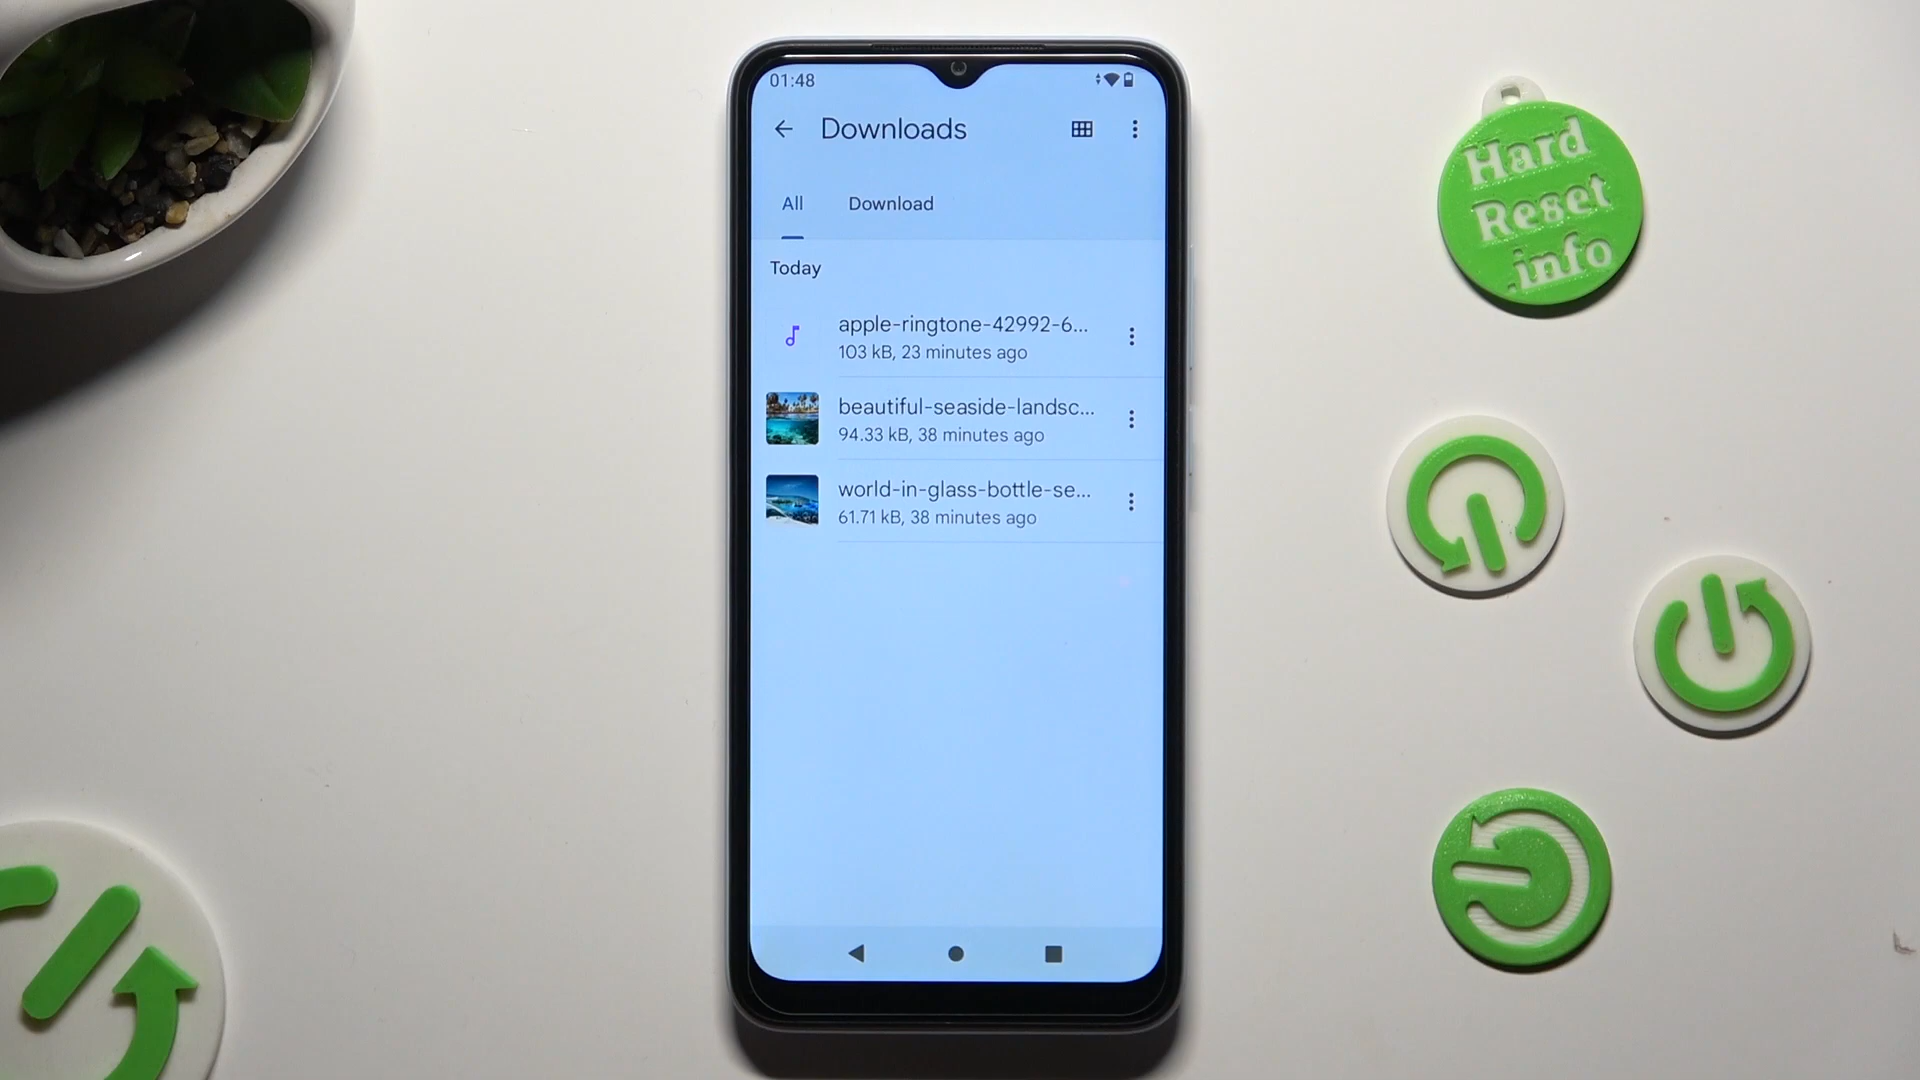 01:48
Downloads
All
Download
Today
apple-ringtone-42992-6...
103 kB, 23 minutes ago
beautiful-seaside-landsc...
94.33 kB, 38 minutes ago
world-in-glass-bottle-se...
61.71 kB, 38 minutes ago
Hard
Reset
.info